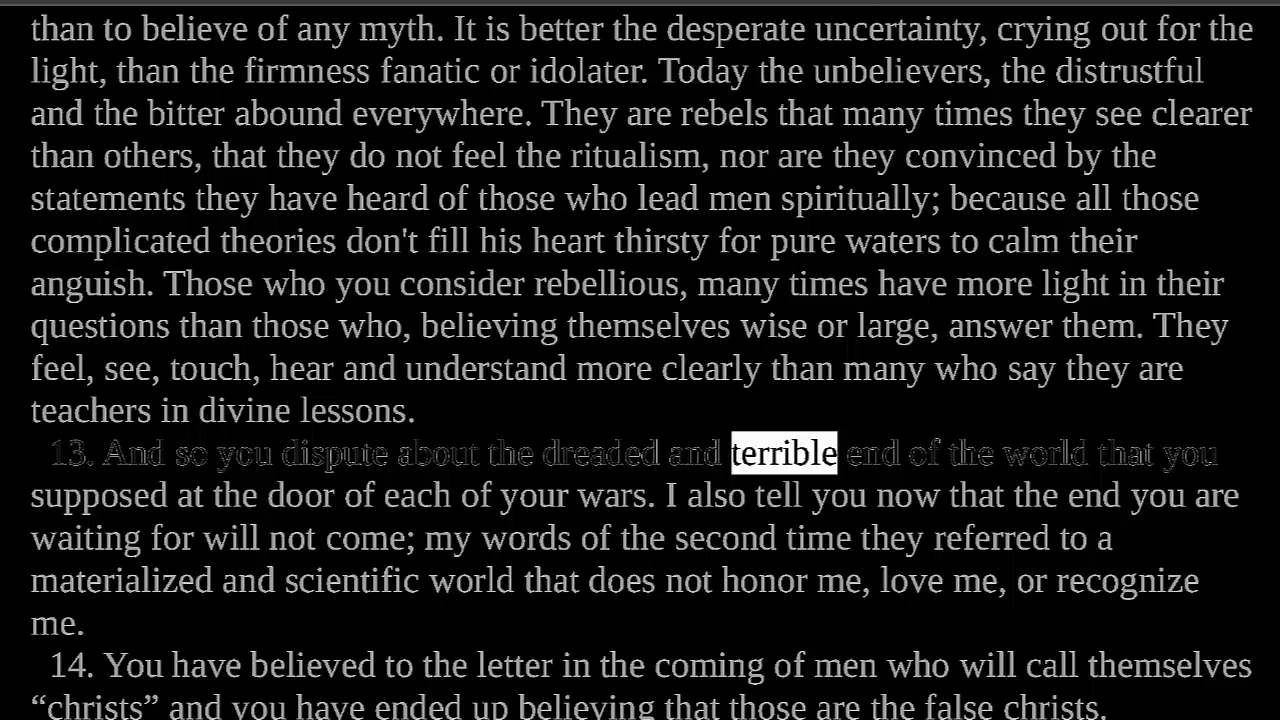 than to believe of any myth. It is better the desperate uncertainty, crying out for the
light, than the firmness fanatic or idolater. Today the unbelievers, the distrustful
and the bitter abound everywhere. They are rebels that many times they see clearer
than others, that they do not feel the ritualism, nor are they convinced by the
statements they have heard of those who lead men spiritually; because all those
complicated theories don't fill his heart thirsty for pure waters to calm their
anguish. Those who you consider rebellious, many times have more light in their
questions than those who, believing themselves wise or large, answer them. They
feel, see, touch, hear and understand more clearly than many who say they are
teachers in divine lessons.
13. And so you dispute about the dreaded and terrible end of the world that you
supposed at the door of each of your wars. I also tell you now that the end you are
waiting for will not come; my words of the second time they referred to a
materialized and scientific world that does not honor me, love me, or recognize
me.
14. You have believed to the letter in the coming of men who will call themselves
“christs” and you have ended up believing that those are the false christs.